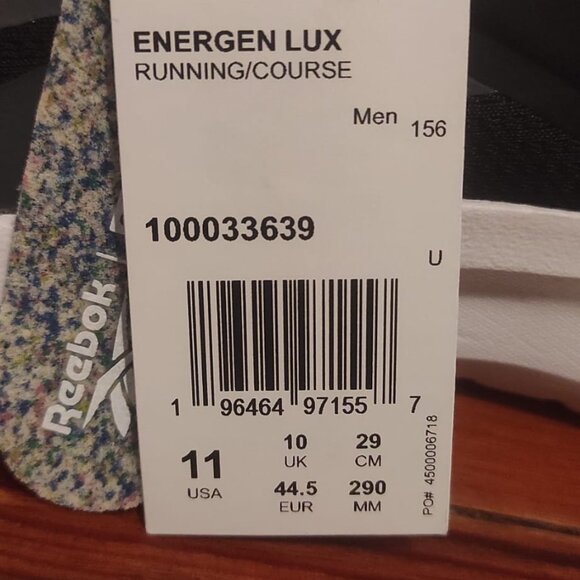 ENERGEN LUX
RUNNING/COURSE
Men 156
100033639
U
1 96464 97155 7
11
USA
10
UK
29
CM
44.5
EUR
290
MM
PO# 4500006718
Reebok